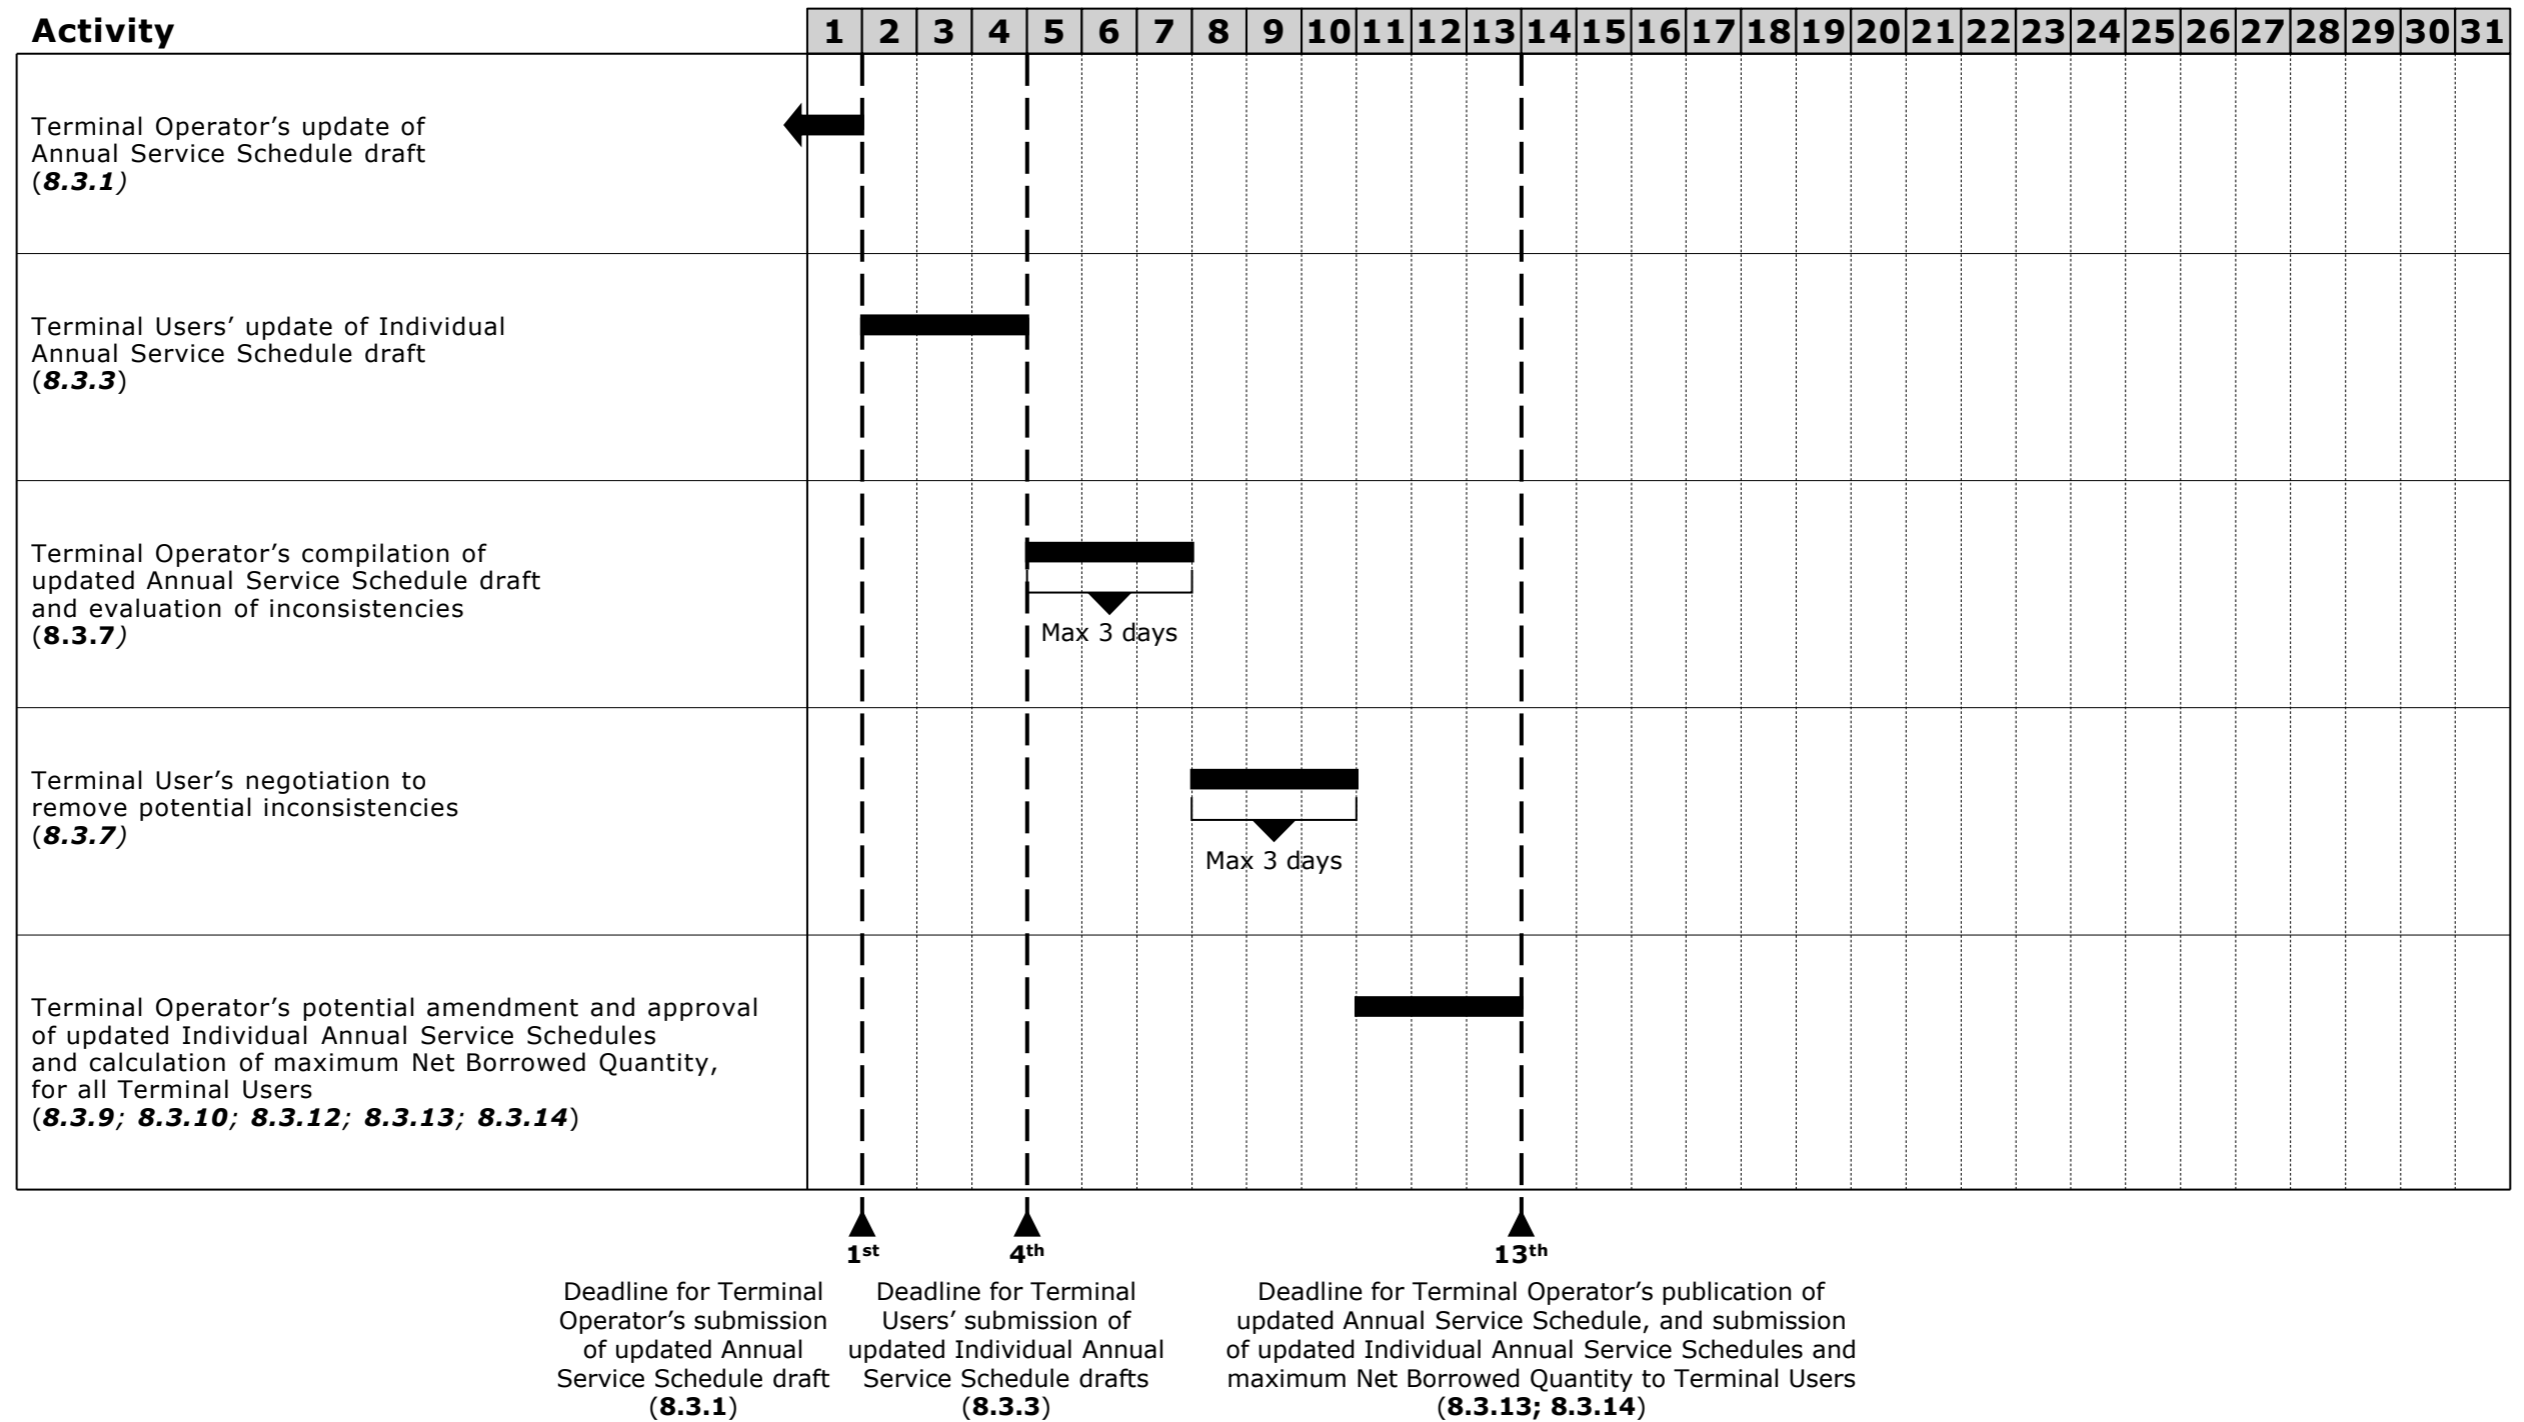 Activity 1 2 3 4 5 6 7 8 9 10 11 12 13 14 15 16 17 18 19 20 21 22 23 24 25 26 27 28 29 30 31
Terminal Operator’s update of
Annual Service Schedule draft
(8.3.1)
Terminal Users’ update of Individual
Annual Service Schedule draft
(8.3.3)
Terminal Operator’s compilation of
updated Annual Service Schedule draft
and evaluation of inconsistencies
(8.3.7)
Max 3 days
Terminal User’s negotiation to
remove potential inconsistencies
(8.3.7)
Max 3 days
Terminal Operator’s potential amendment and approval
of updated Individual Annual Service Schedules
and calculation of maximum Net Borrowed Quantity,
for all Terminal Users
(8.3.9; 8.3.10; 8.3.12; 8.3.13; 8.3.14)
1st
Deadline for Terminal
Operator’s submission
of updated Annual
Service Schedule draft
(8.3.1)
4th
Deadline for Terminal
Users’ submission of
updated Individual Annual
Service Schedule drafts
(8.3.3)
13th
Deadline for Terminal Operator’s publication of
updated Annual Service Schedule, and submission
of updated Individual Annual Service Schedules and
maximum Net Borrowed Quantity to Terminal Users
(8.3.13; 8.3.14)